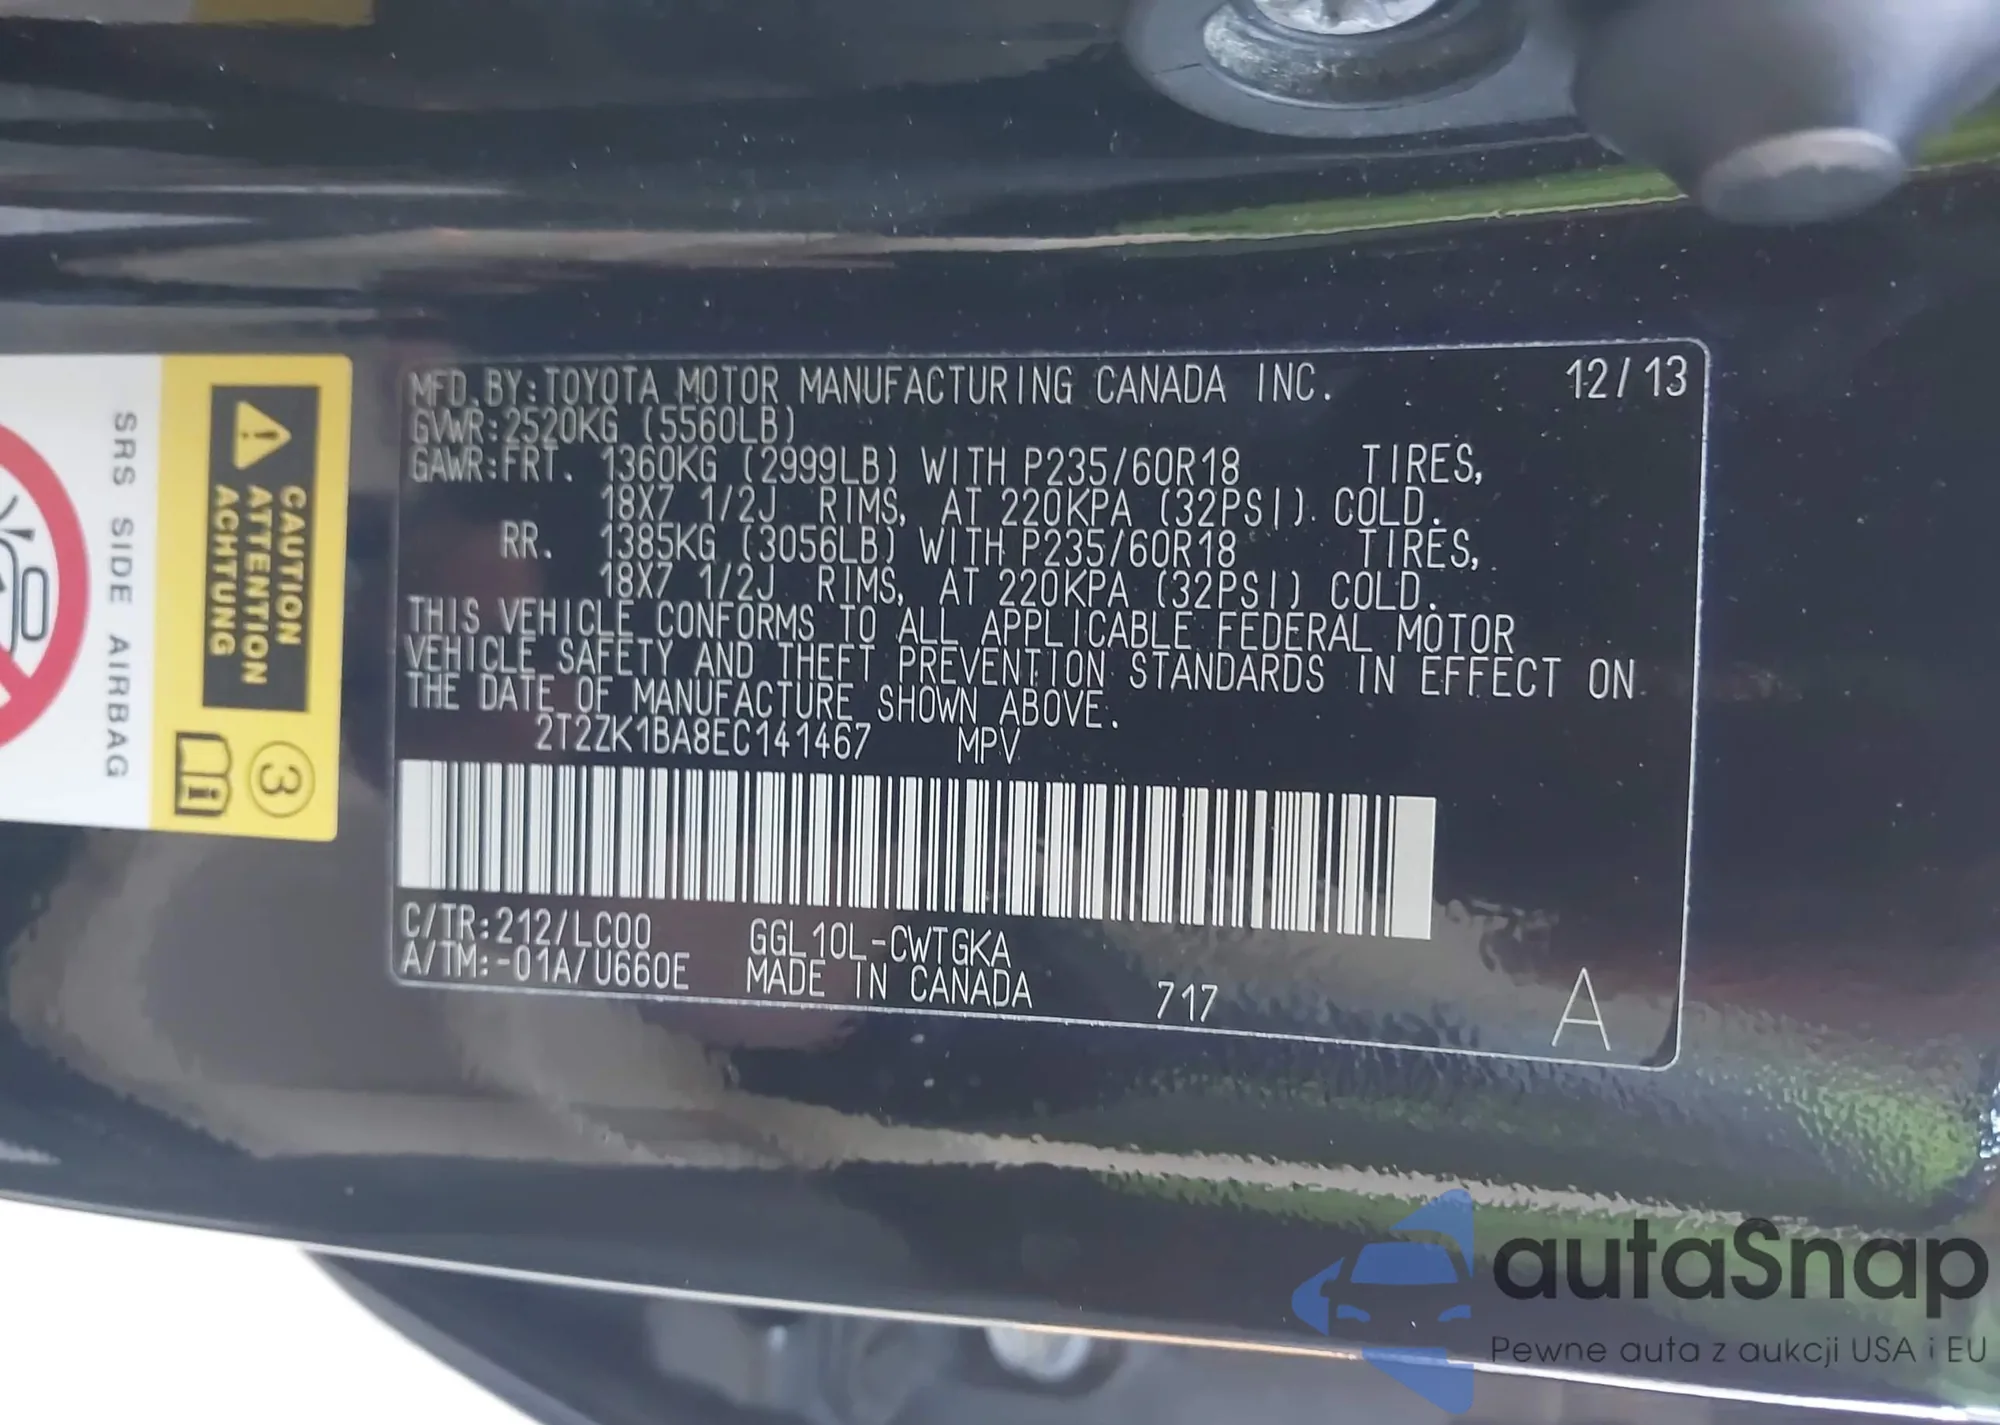 MFD.BY:TOYOTA MOTOR MANUFACTURING CANADA INC. 12/13
GVWR:2520KG (5560LB)
GAWR:FRT. 1360KG (2999LB) WITH P235/60R18 TIRES,
18X7 1/2J RIMS, AT 220KPA (32PSI) COLD.
RR. 1385KG (3056LB) WITH P235/60R18 TIRES,
18X7 1/2J RIMS, AT 220KPA (32PSI) COLD.
THIS VEHICLE CONFORMS TO ALL APPLICABLE FEDERAL MOTOR
VEHICLE SAFETY AND THEFT PREVENTION STANDARDS IN EFFECT ON
THE DATE OF MANUFACTURE SHOWN ABOVE.
2T2ZK1BA8EC141467 MPV
C/TR:212/LC00 GGL10L-CWTGKA
A/TM:-01A/U660E MADE IN CANADA 717 A
CAUTION
ATTENTION
ACHTUNG
3
SRS SIDE AIRBAG
autaSnap
Pewne auta z aukcji USA i EU